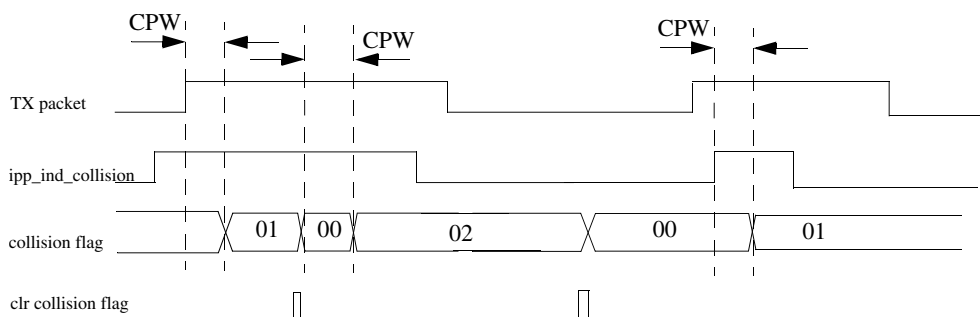 CPW
CPW
CPW
TX packet
ipp_ind_collision
collision flag
01
00
02
00
01
clr collision flag